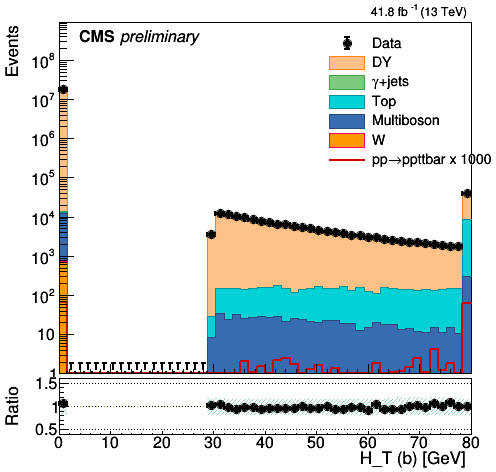 41.8 fb⁻¹ (13 TeV)
CMS preliminary
Events
Data
DY
γ+jets
Top
Multiboson
W
pp→ppttbar x 1000
10⁸
10⁷
10⁶
10⁵
10⁴
10³
10²
10
1
Ratio
1.5
1
0.5
0 10 20 30 40 50 60 70 80
H_T (b) [GeV]